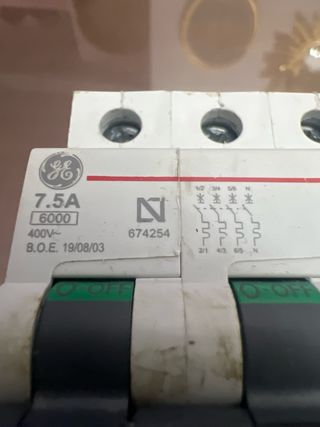 GE
7.5A
6000
400V~
B.O.E. 19/08/03
N
674254
1/2 3/4 5/6 N
2/1 4/3 6/5 N
O-OFF O-OFF